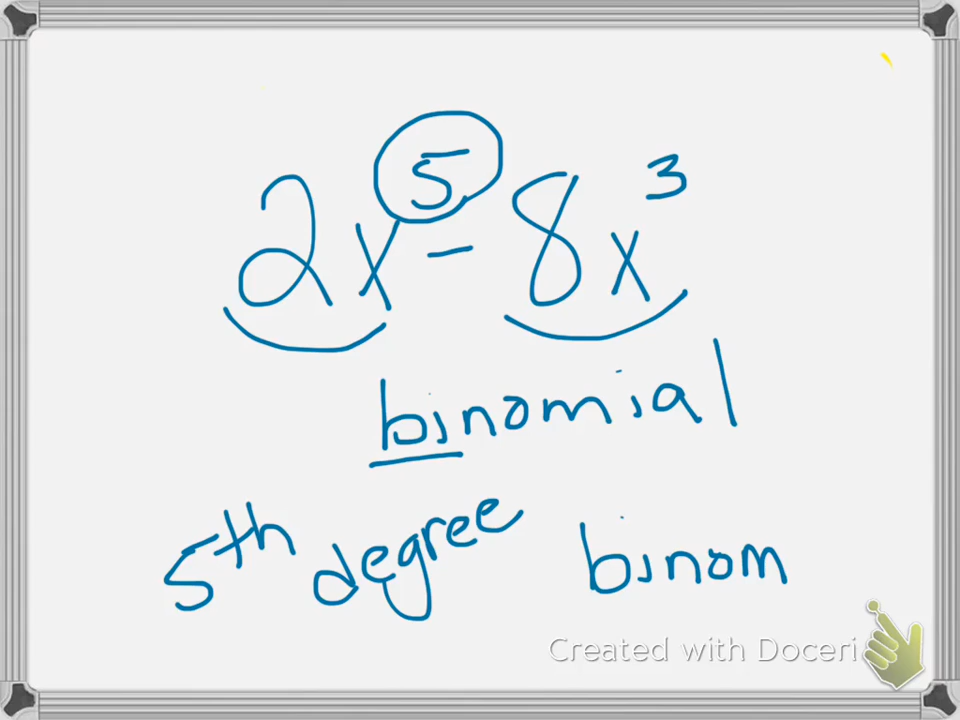 2x⁵ - 8x³
binomial
5th degree binom
Created with Doceri